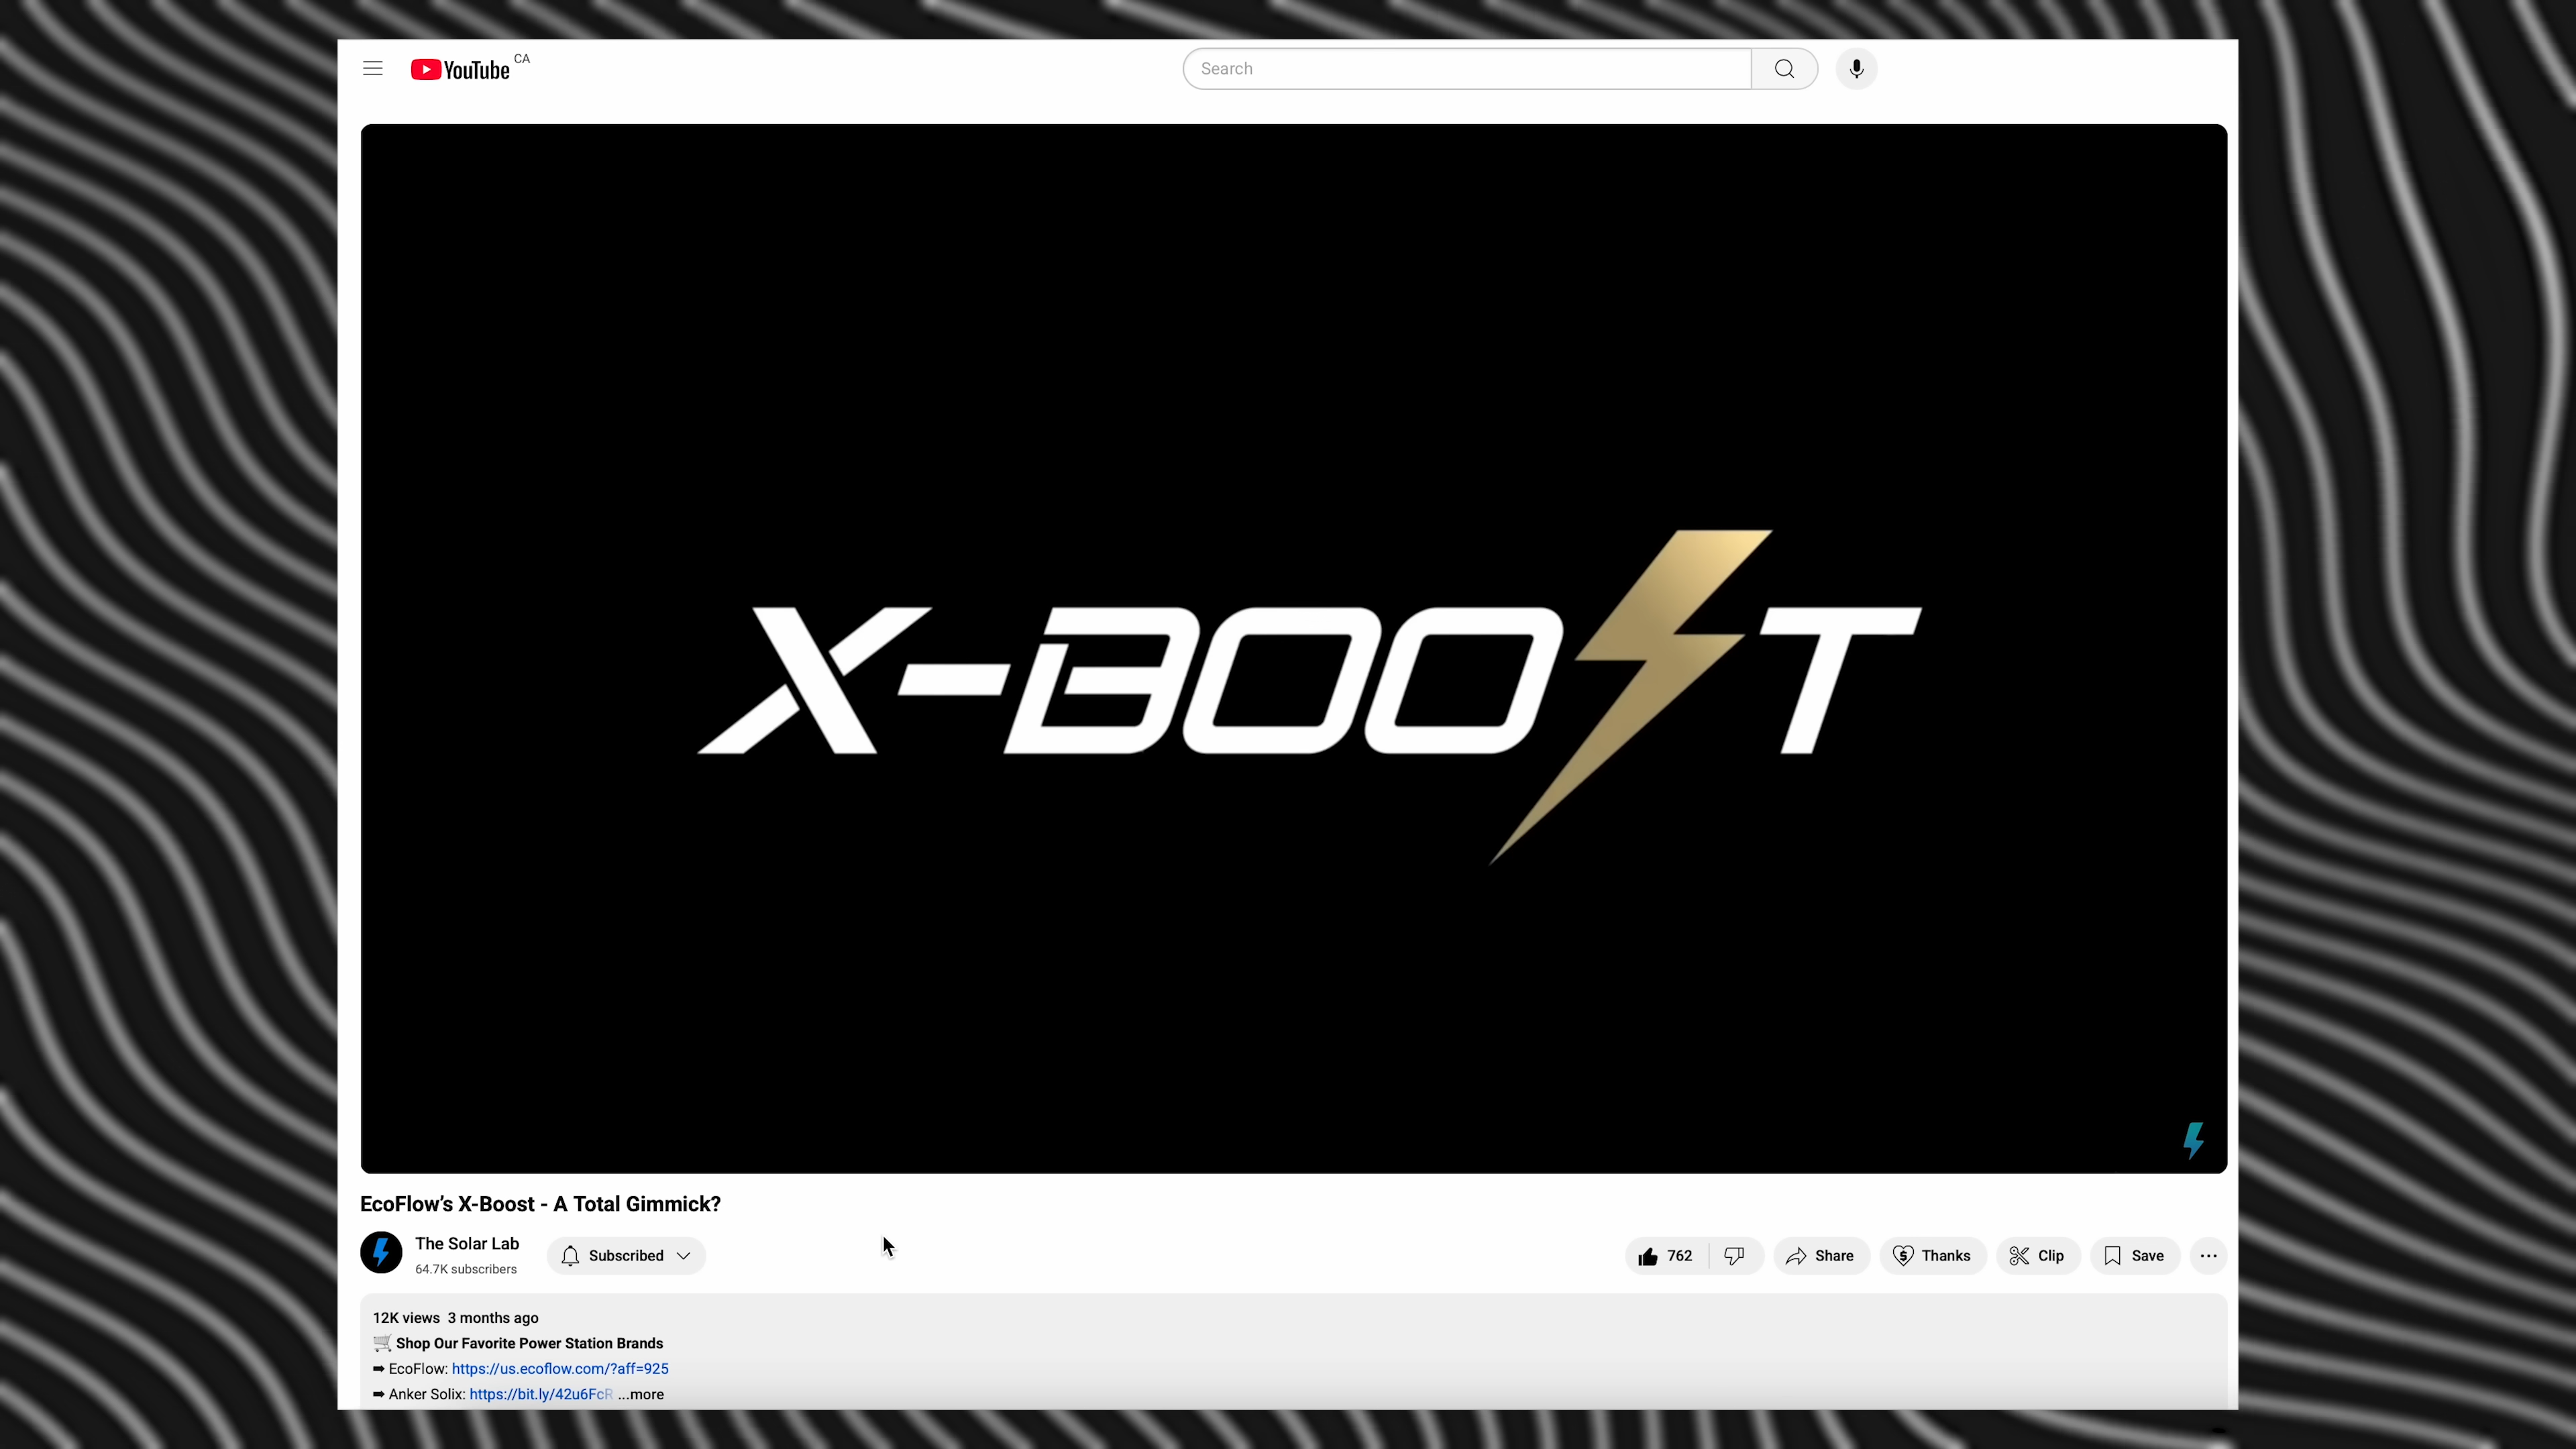 YouTube CA
Search
X-BOOST
EcoFlow’s X-Boost - A Total Gimmick?
The Solar Lab
64.7K subscribers
Subscribed
762
Share
Thanks
Clip
Save
12K views 3 months ago
🛒 Shop Our Favorite Power Station Brands
➡ EcoFlow: https://us.ecoflow.com/?aff=925
➡ Anker Solix: https://bit.ly/42u6FcR ...more